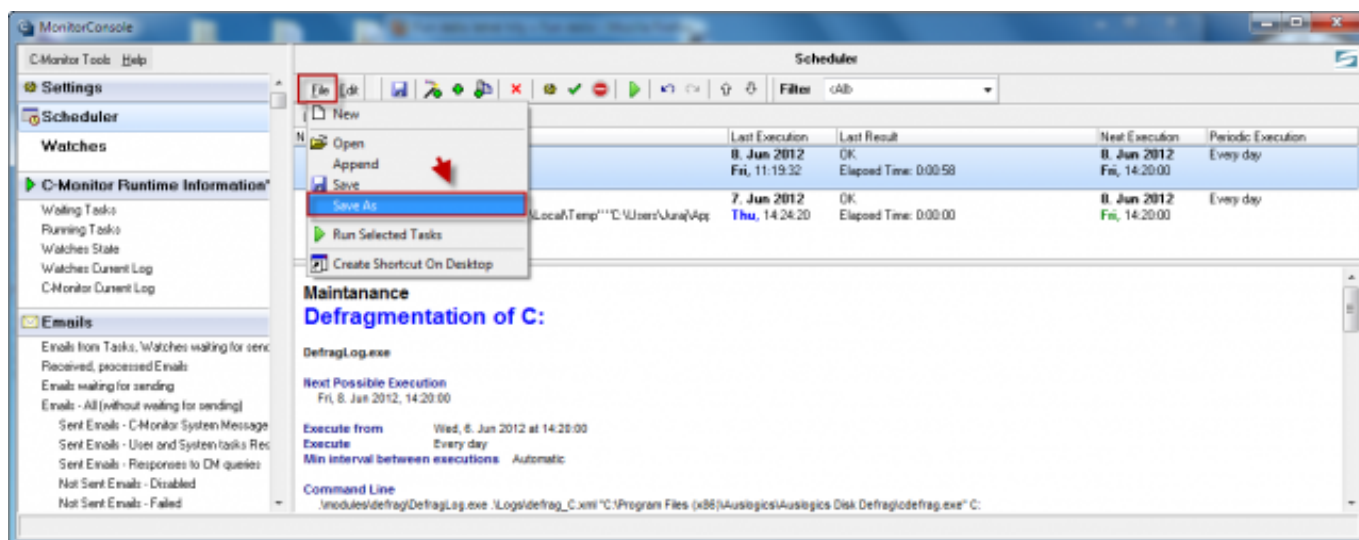 MonitorConsole
C-Monitor Tools Help
Scheduler
Settings
File Edit
Filter
<All>
Scheduler
New
Last Execution
Last Result
Next Execution
Periodic Execution
Watches
Open
8. Jun 2012
OK
8. Jun 2012
Every day
Append
Fri, 11:19:32
Elapsed Time: 0:00:58
Fri, 14:20:00
C-Monitor Runtime Information
Save
7. Jun 2012
OK
8. Jun 2012
Every day
Save As
Waiting Tasks
\Local\Temp""""C:\Users\Juraj\App
Thu, 14:24:20
Elapsed Time: 0:00:00
Fri, 14:20:00
Running Tasks
Run Selected Tasks
Watches State
Watches Current Log
Create Shortcut On Desktop
C-Monitor Current Log
Maintanance
Defragmentation of C:
Emails
Emails from Tasks, Watches waiting for senc
DefragLog.exe
Received, processed Emails
Emails waiting for sending
Next Possible Execution
Fri, 8. Jun 2012, 14:20:00
Emails - All (without waiting for sending)
Sent Emails - C-Monitor System Message
Execute from Wed, 6. Jun 2012 at 14:20:00
Sent Emails - User and System tasks Res
Execute Every day
Sent Emails - Responses to CM queries
Min interval between executions Automatic
Not Sent Emails - Disabled
Command Line
Not Sent Emails - Failed
.\modules\defrag\DefragLog.exe .\Logs\defrag_C.xml "C:\Program Files (x86)\Auslogics\Auslogics Disk Defrag\cdefrag.exe" C: